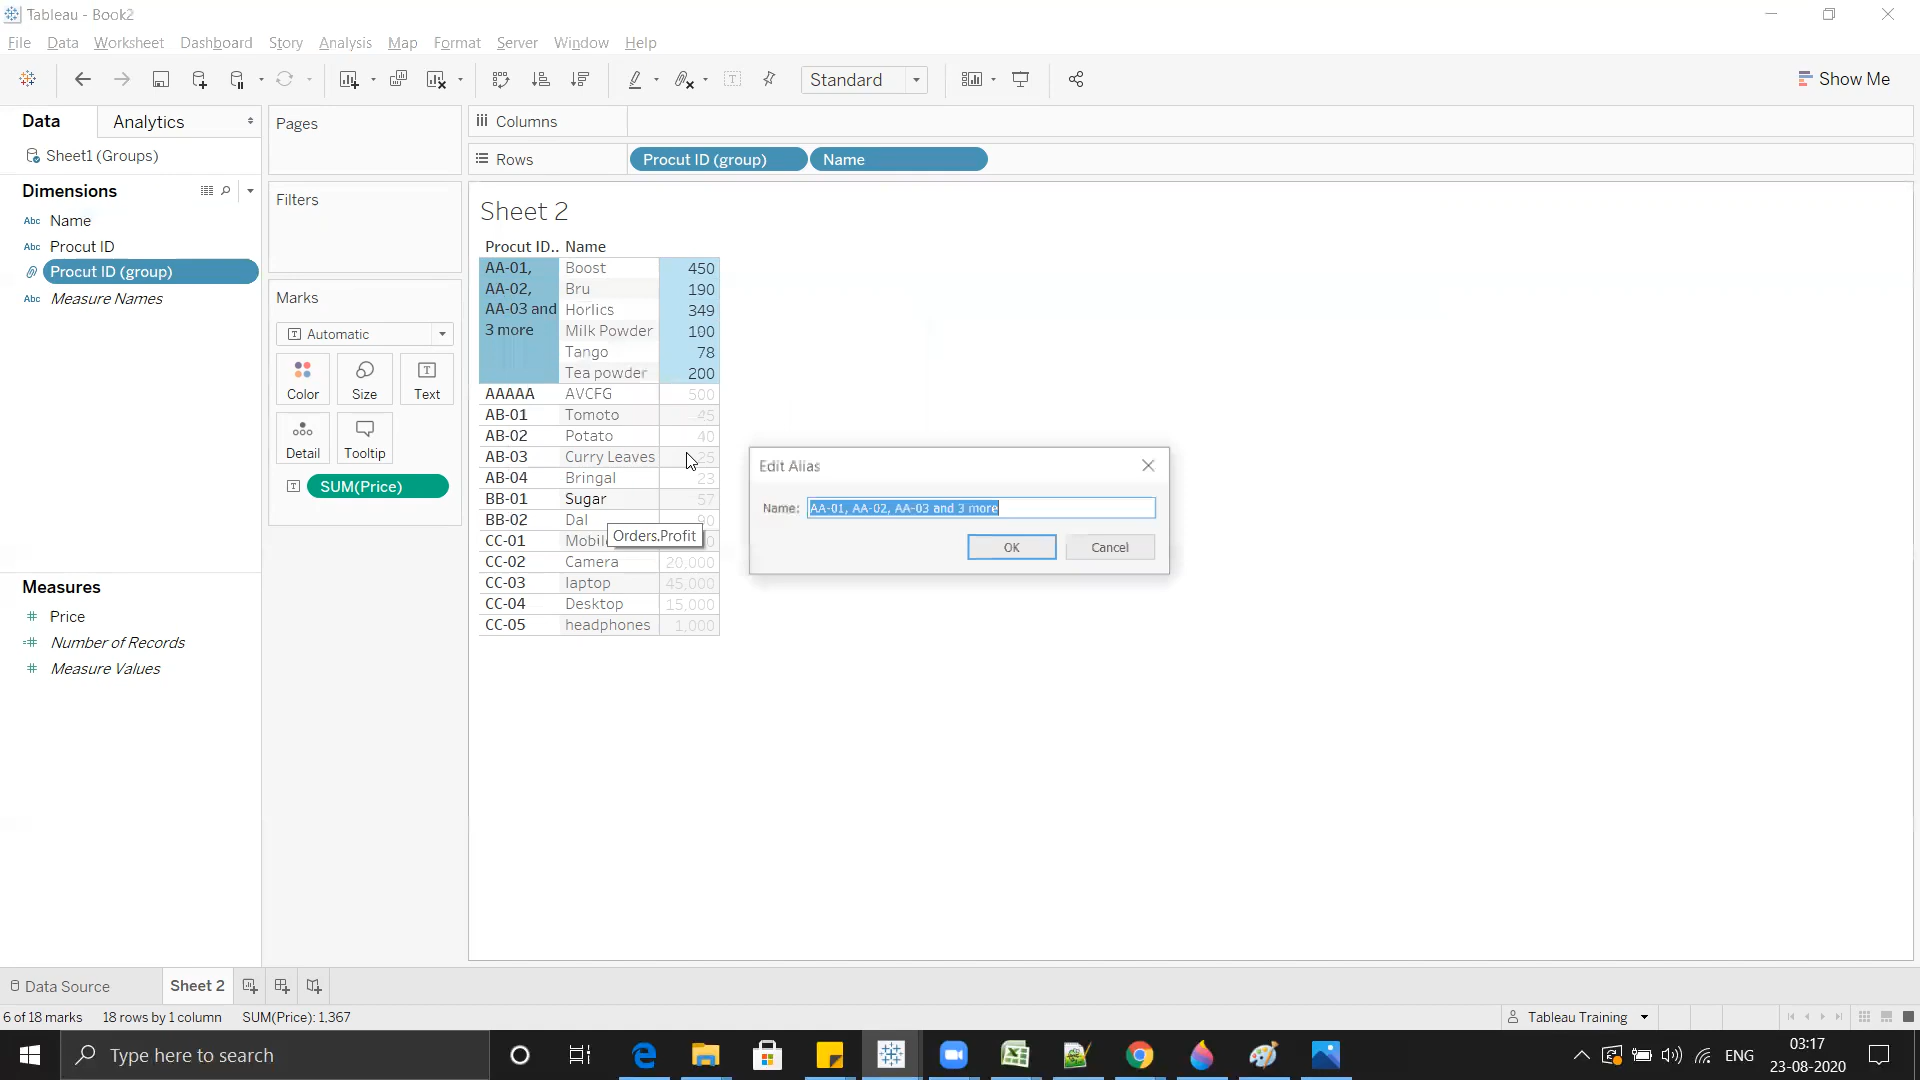 Tableau - Book2
File Data Worksheet Dashboard Story Analysis Map Format Server Window Help
Standard
Show Me
Data
Analytics
Sheet1 (Groups)
Dimensions
Abc Name
Abc Procut ID
Procut ID (group)
Abc Measure Names
Measures
Price
Number of Records
Measure Values
Pages
Filters
Marks
Automatic
Color Size Text
Detail Tooltip
SUM(Price)
Columns
Rows Procut ID (group) Name
Sheet 2
Procut ID.. Name
AA-01, Boost 450
AA-02, Bru 190
AA-03 and Horlics 349
3 more Milk Powder 100
Tango 78
Tea powder 200
AAAAA AVCFG 500
AB-01 Tomoto 45
AB-02 Potato 40
AB-03 Curry Leaves 25
AB-04 Bringal 23
BB-01 Sugar 57
BB-02 Dal 90
Orders.Profit
CC-01
CC-02 Camera 20,000
CC-03 laptop 45,000
CC-04 Desktop 15,000
CC-05 headphones 1,000
Edit Alias
Name: AA-01, AA-02, AA-03 and 3 more
OK Cancel
Data Source Sheet 2
6 of 18 marks 18 rows by 1 column SUM(Price): 1,367
Tableau Training
Type here to search
ENG
03:17
23-08-2020